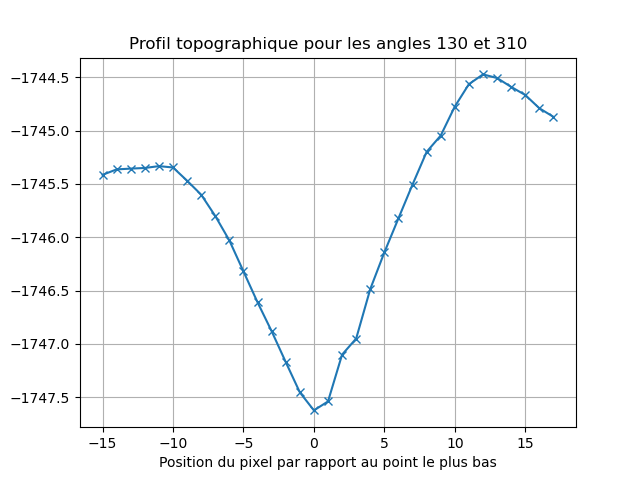 Profil topographique pour les angles 130 et 310
−1744.5
−1745.0
−1745.5
−1746.0
−1746.5
−1747.0
−1747.5
−15 −10 −5 0 5 10 15
Position du pixel par rapport au point le plus bas